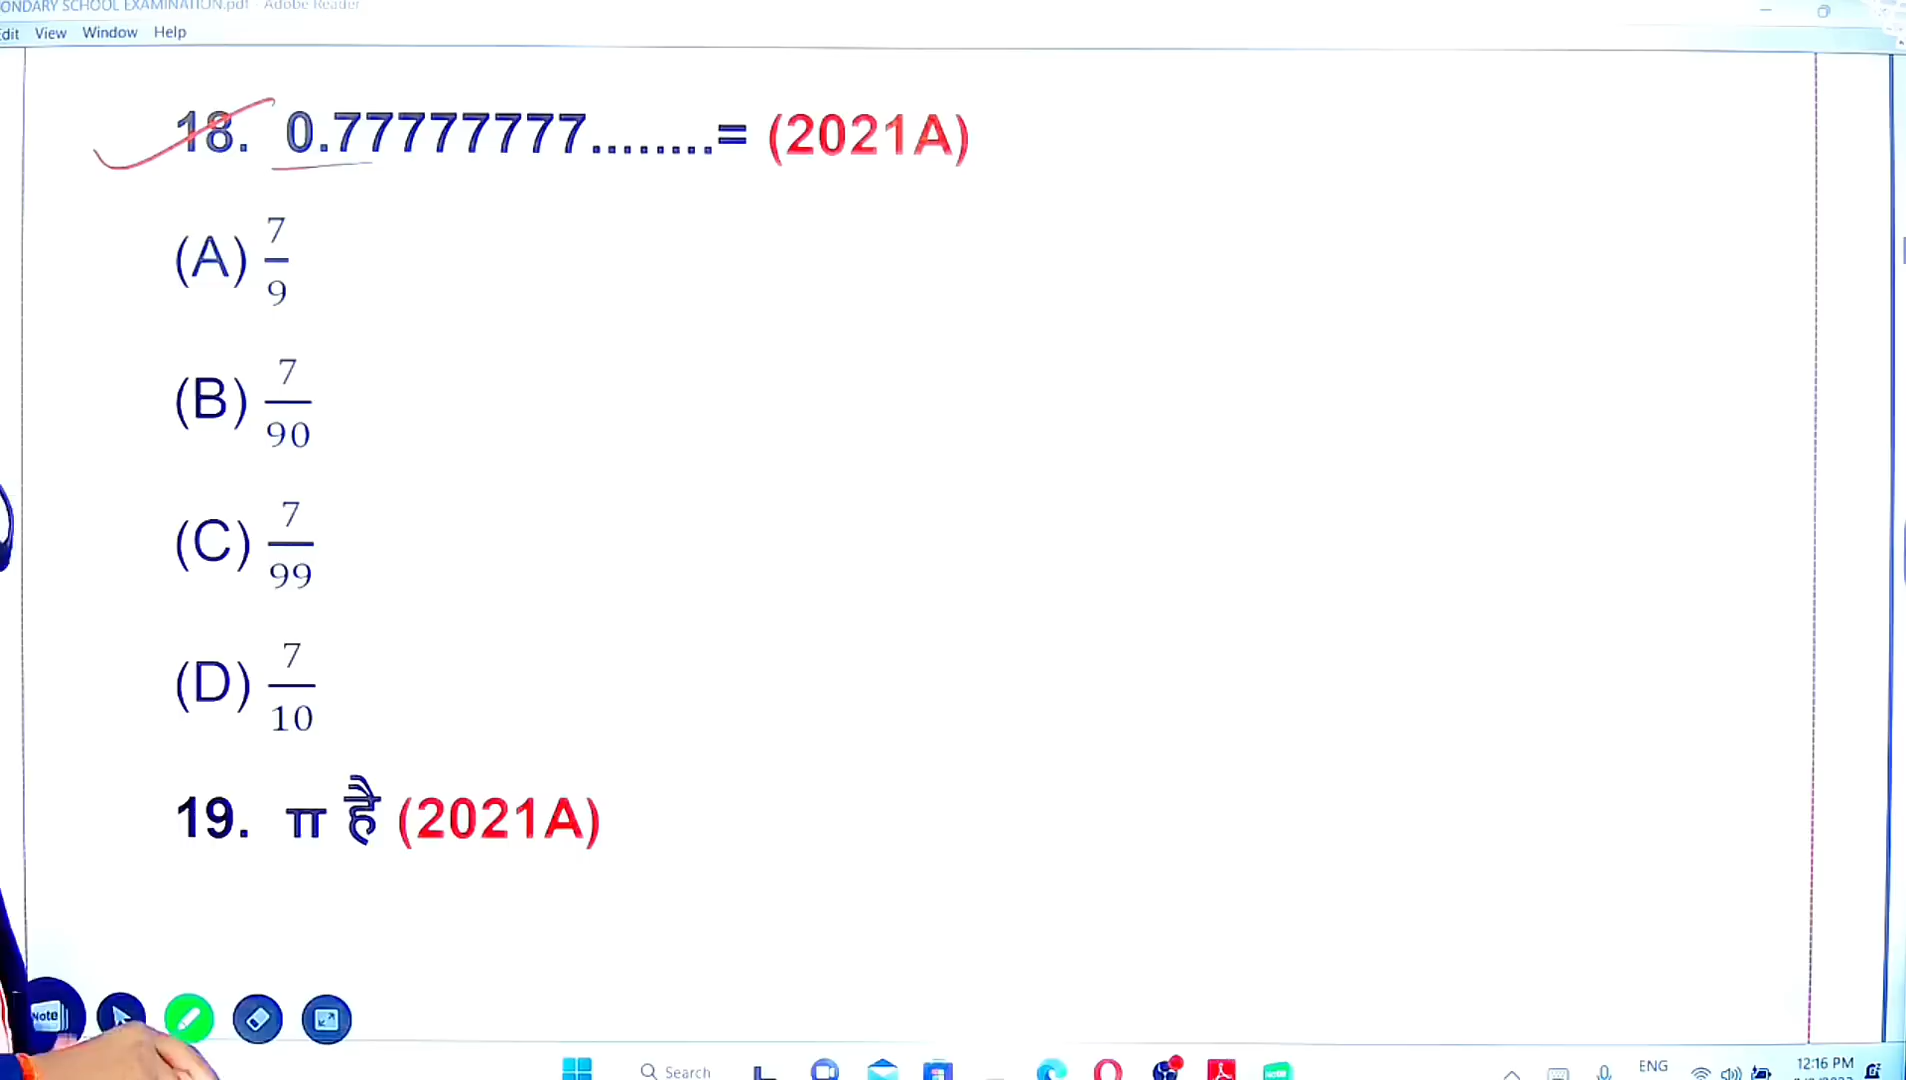 ONDARY SCHOOL EXAMINATION.pdf - Adobe Reader
Edit View Window Help
18. 0.77777777........= (2021A)
(A) 7/9
(B) 7/90
(C) 7/99
(D) 7/10
19. π है (2021A)
Note
Search
ENG
12:16 PM